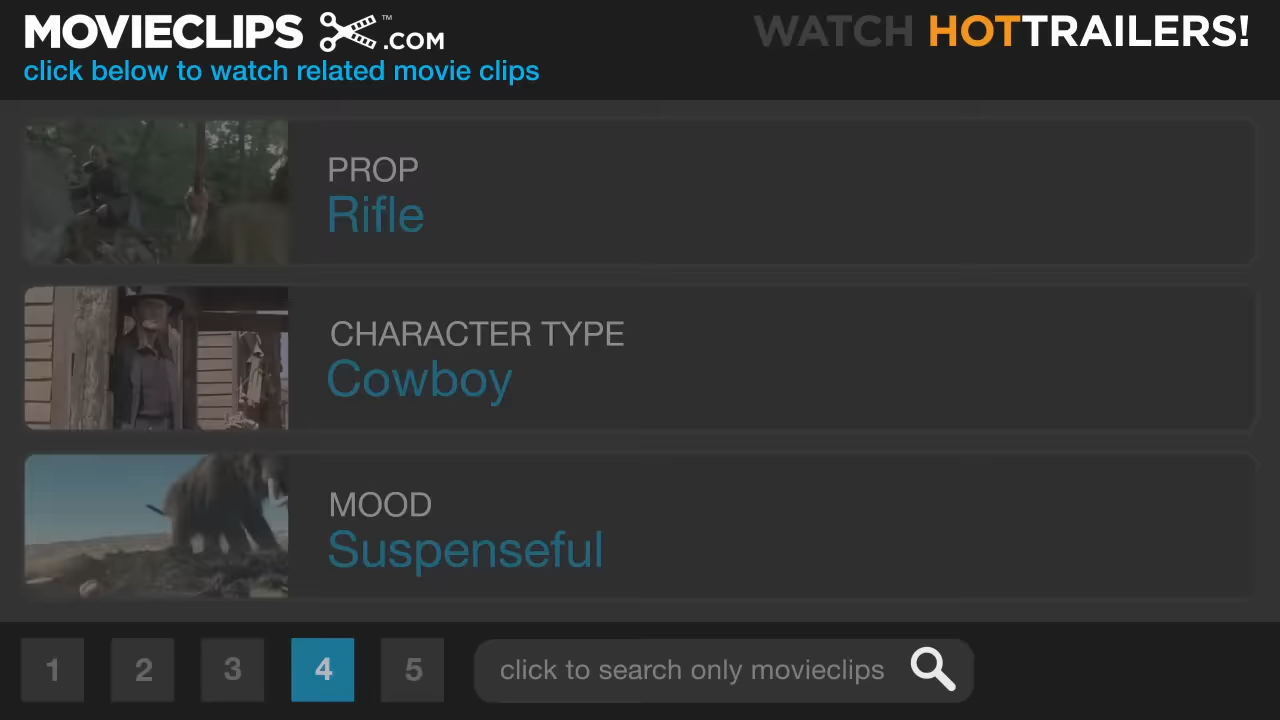 MOVIECLIPS ™ .COM
WATCH HOTTRAILERS!
click below to watch related movie clips
PROP
Rifle
CHARACTER TYPE
Cowboy
MOOD
Suspenseful
1 2 3 4 5 click to search only movieclips